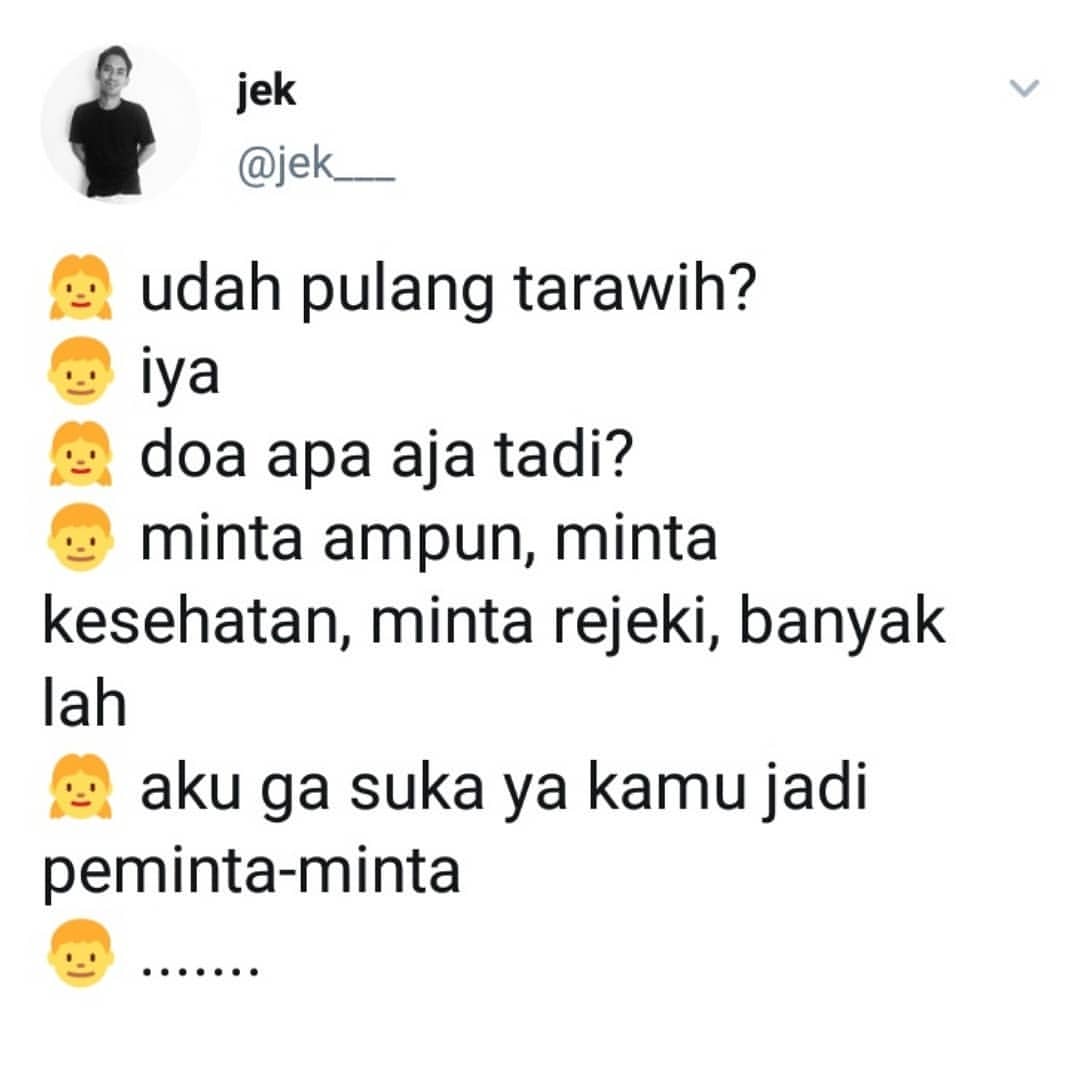 jek
@jek___
👧 udah pulang tarawih?
👦 iya
👧 doa apa aja tadi?
👦 minta ampun, minta
kesehatan, minta rejeki, banyak
lah
👧 aku ga suka ya kamu jadi
peminta-minta
👦 .......